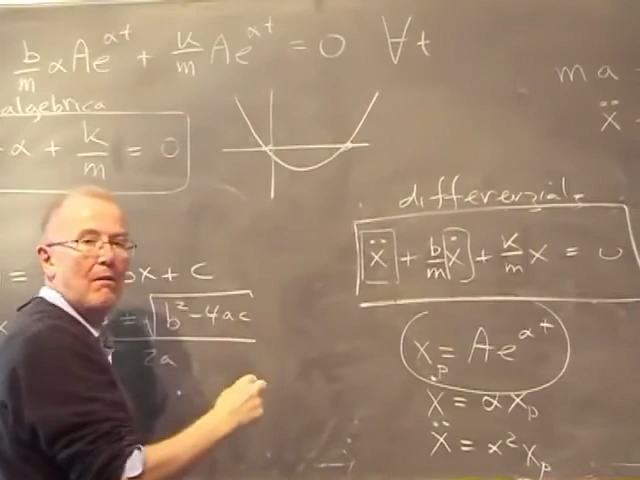 b/m αAe^αt + k/m Ae^αt = 0 ∀t
algebrica
α + k/m = 0
ma
ẍ
differenziale
ẍ + b/m ẋ + k/m x = 0
= bx + c
± √b²-4ac
2a
x_p = Ae^αt
ẋ = αx_p
ẍ = α²x_p